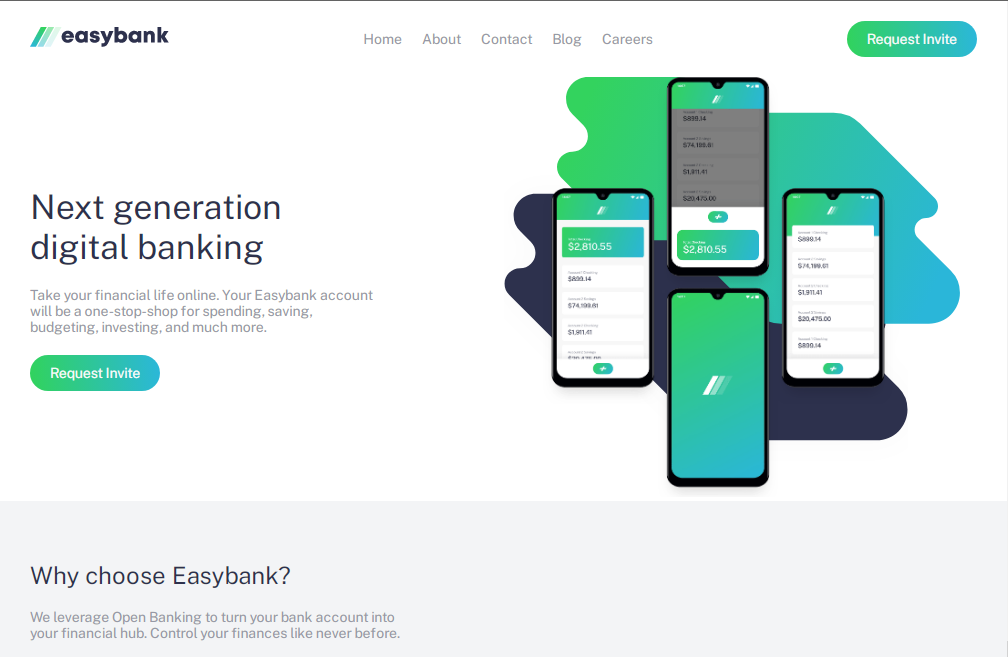 easybank
Home About Contact Blog Careers
Request Invite
Next generation
digital banking
Take your financial life online. Your Easybank account
will be a one-stop-shop for spending, saving,
budgeting, investing, and much more.
Request Invite
$899.14
$74,199.61
$1,911.41
$20,475.00
$2,810.55
$2,810.55
$899.14
$74,199.61
$1,911.41
$899.14
$74,199.61
$1,911.41
$20,475.00
$899.14
Why choose Easybank?
We leverage Open Banking to turn your bank account into
your financial hub. Control your finances like never before.